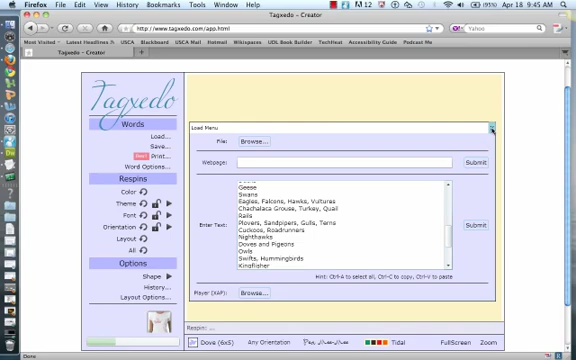 Firefox File Edit View History Bookmarks Tools Window Help
12
(95%) Apr 18 9:45 AM
Tagxedo - Creator
http://www.tagxedo.com/app.html
Yahoo
Most Visited Latest Headlines USCA Blackboard USCA Mail Hotmail Wikispaces UDL Book Builder TechHeat Accessibility Guide Podcast Me
Tagxedo - Creator
Tagxedo
Words
Load...
Save...
Print...
Word Options...
Respins
Color
Theme
Font
Orientation
Layout
All
Options
Shape
History...
Layout Options...
Load Menu
File: Browse...
Webpage: Submit
Enter Text:
Geese
Swans
Eagles, Falcons, Hawks, Vultures
Chachalaca Grouse, Turkey, Quail
Rails
Plovers, Sandpipers, Gulls, Terns
Cuckoos, Roadrunners
Nighthawks
Doves and Pigeons
Owls
Swifts, Hummingbirds
Kingfisher
Submit
Hint: Ctrl-A to select all, Ctrl-C to copy, Ctrl-V to paste
Player (XAP): Browse...
Respin: ...
Dove (6x5) Any Orientation Tidal FullScreen Zoom
Done